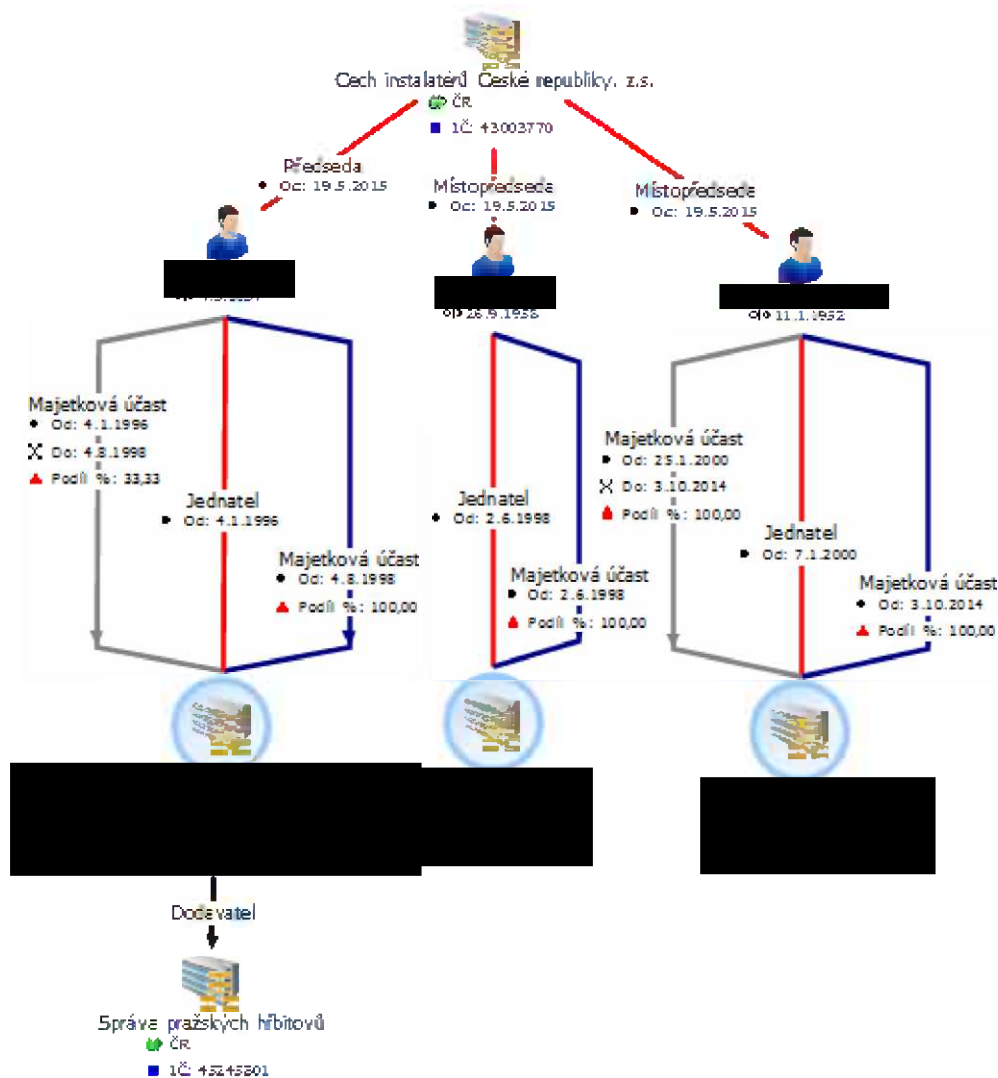 Cech instalatérů České republiky, z.s.
ČR
IČ: 43003770
Předseda
Od: 19.5.2015
Místopředseda
Od: 19.5.2015
Místopředseda
Od: 19.5.2015
26.9.1958
11.1.1952
Majetková účast
Od: 4.1.1996
Do: 4.8.1998
Podíl %: 33,33
Jednatel
Od: 4.1.1996
Majetková účast
Od: 4.8.1998
Podíl %: 100,00
Jednatel
Od: 2.6.1998
Majetková účast
Od: 2.6.1998
Podíl %: 100,00
Majetková účast
Od: 25.1.2000
Do: 3.10.2014
Podíl %: 100,00
Jednatel
Od: 7.1.2000
Majetková účast
Od: 3.10.2014
Podíl %: 100,00
Dodavatel
Správa pražských hřbitovů
ČR
IČ: 45245801